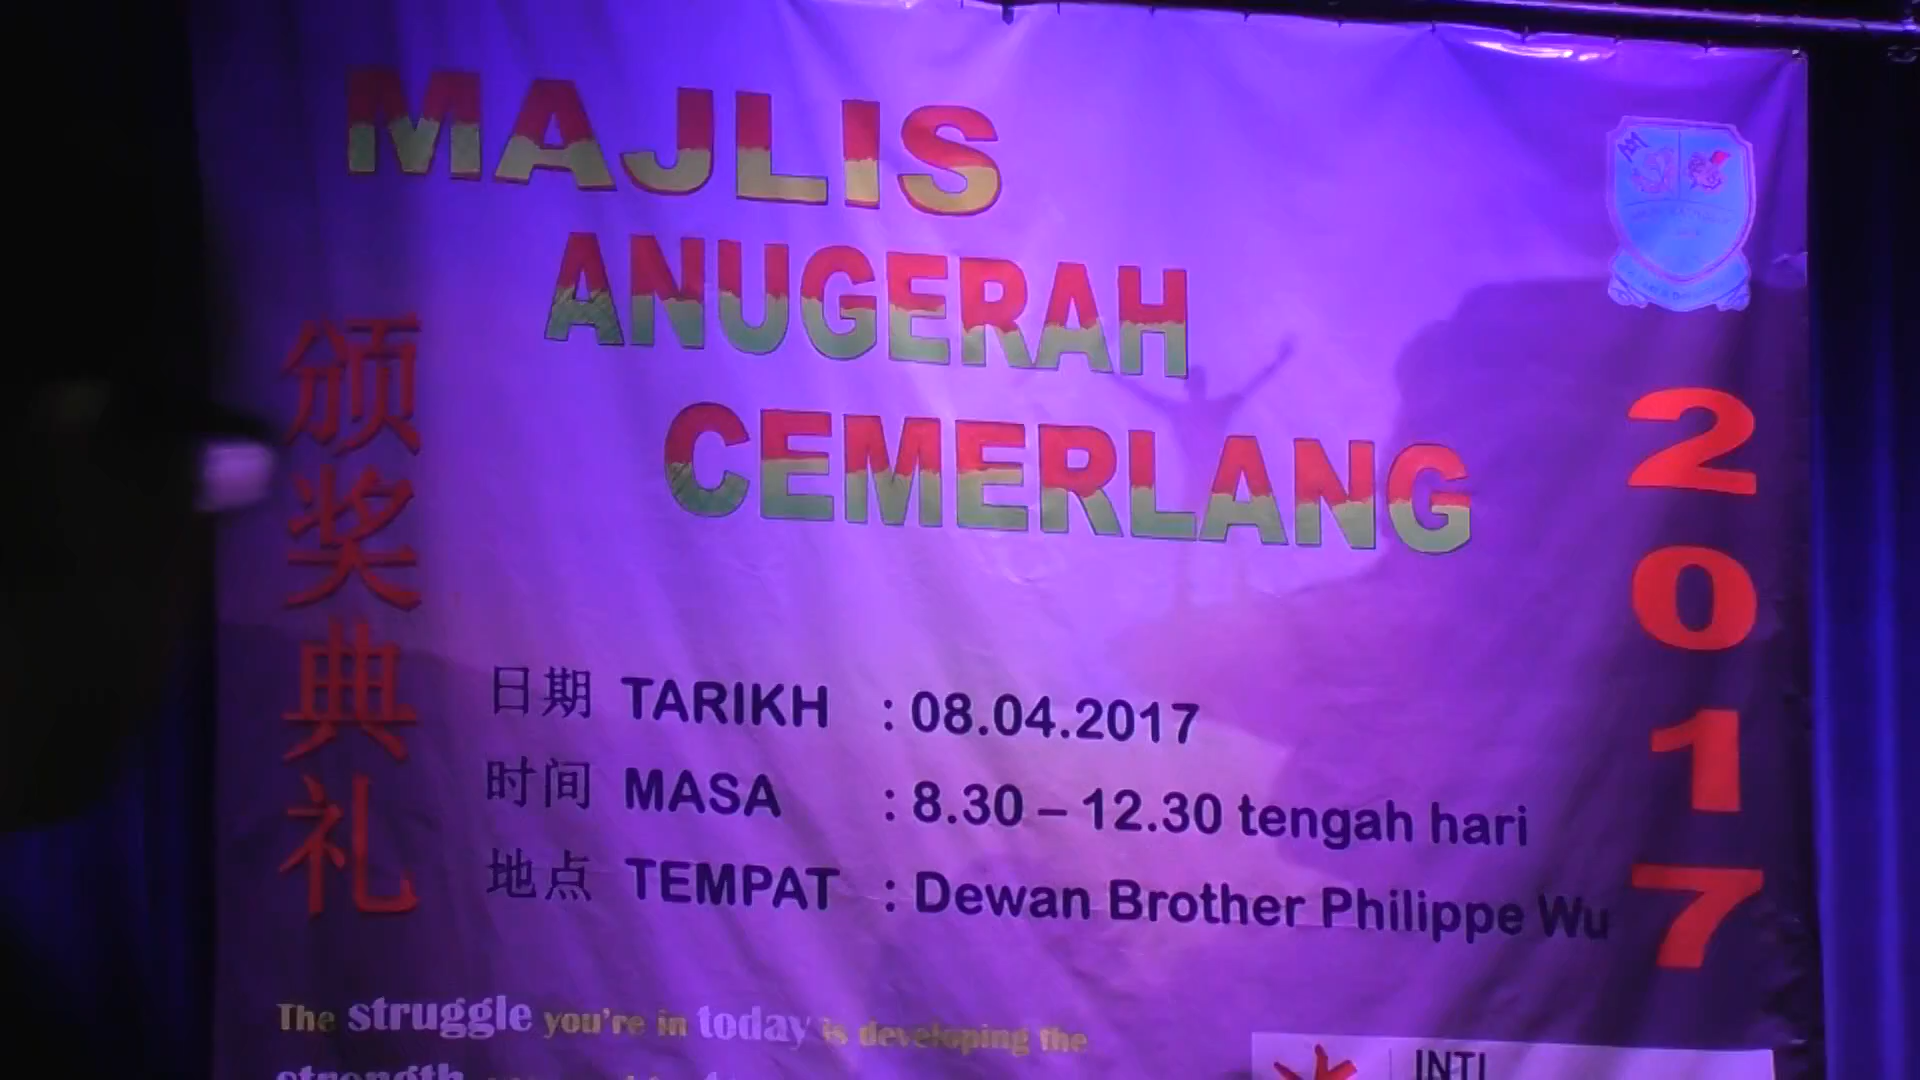 MAJLIS
ANUGERAH
CEMERLANG
颁奖典礼
2017
日期 TARIKH : 08.04.2017
时间 MASA : 8.30 – 12.30 tengah hari
地点 TEMPAT : Dewan Brother Philippe Wu
The struggle you're in today is developing the
strength
INTI